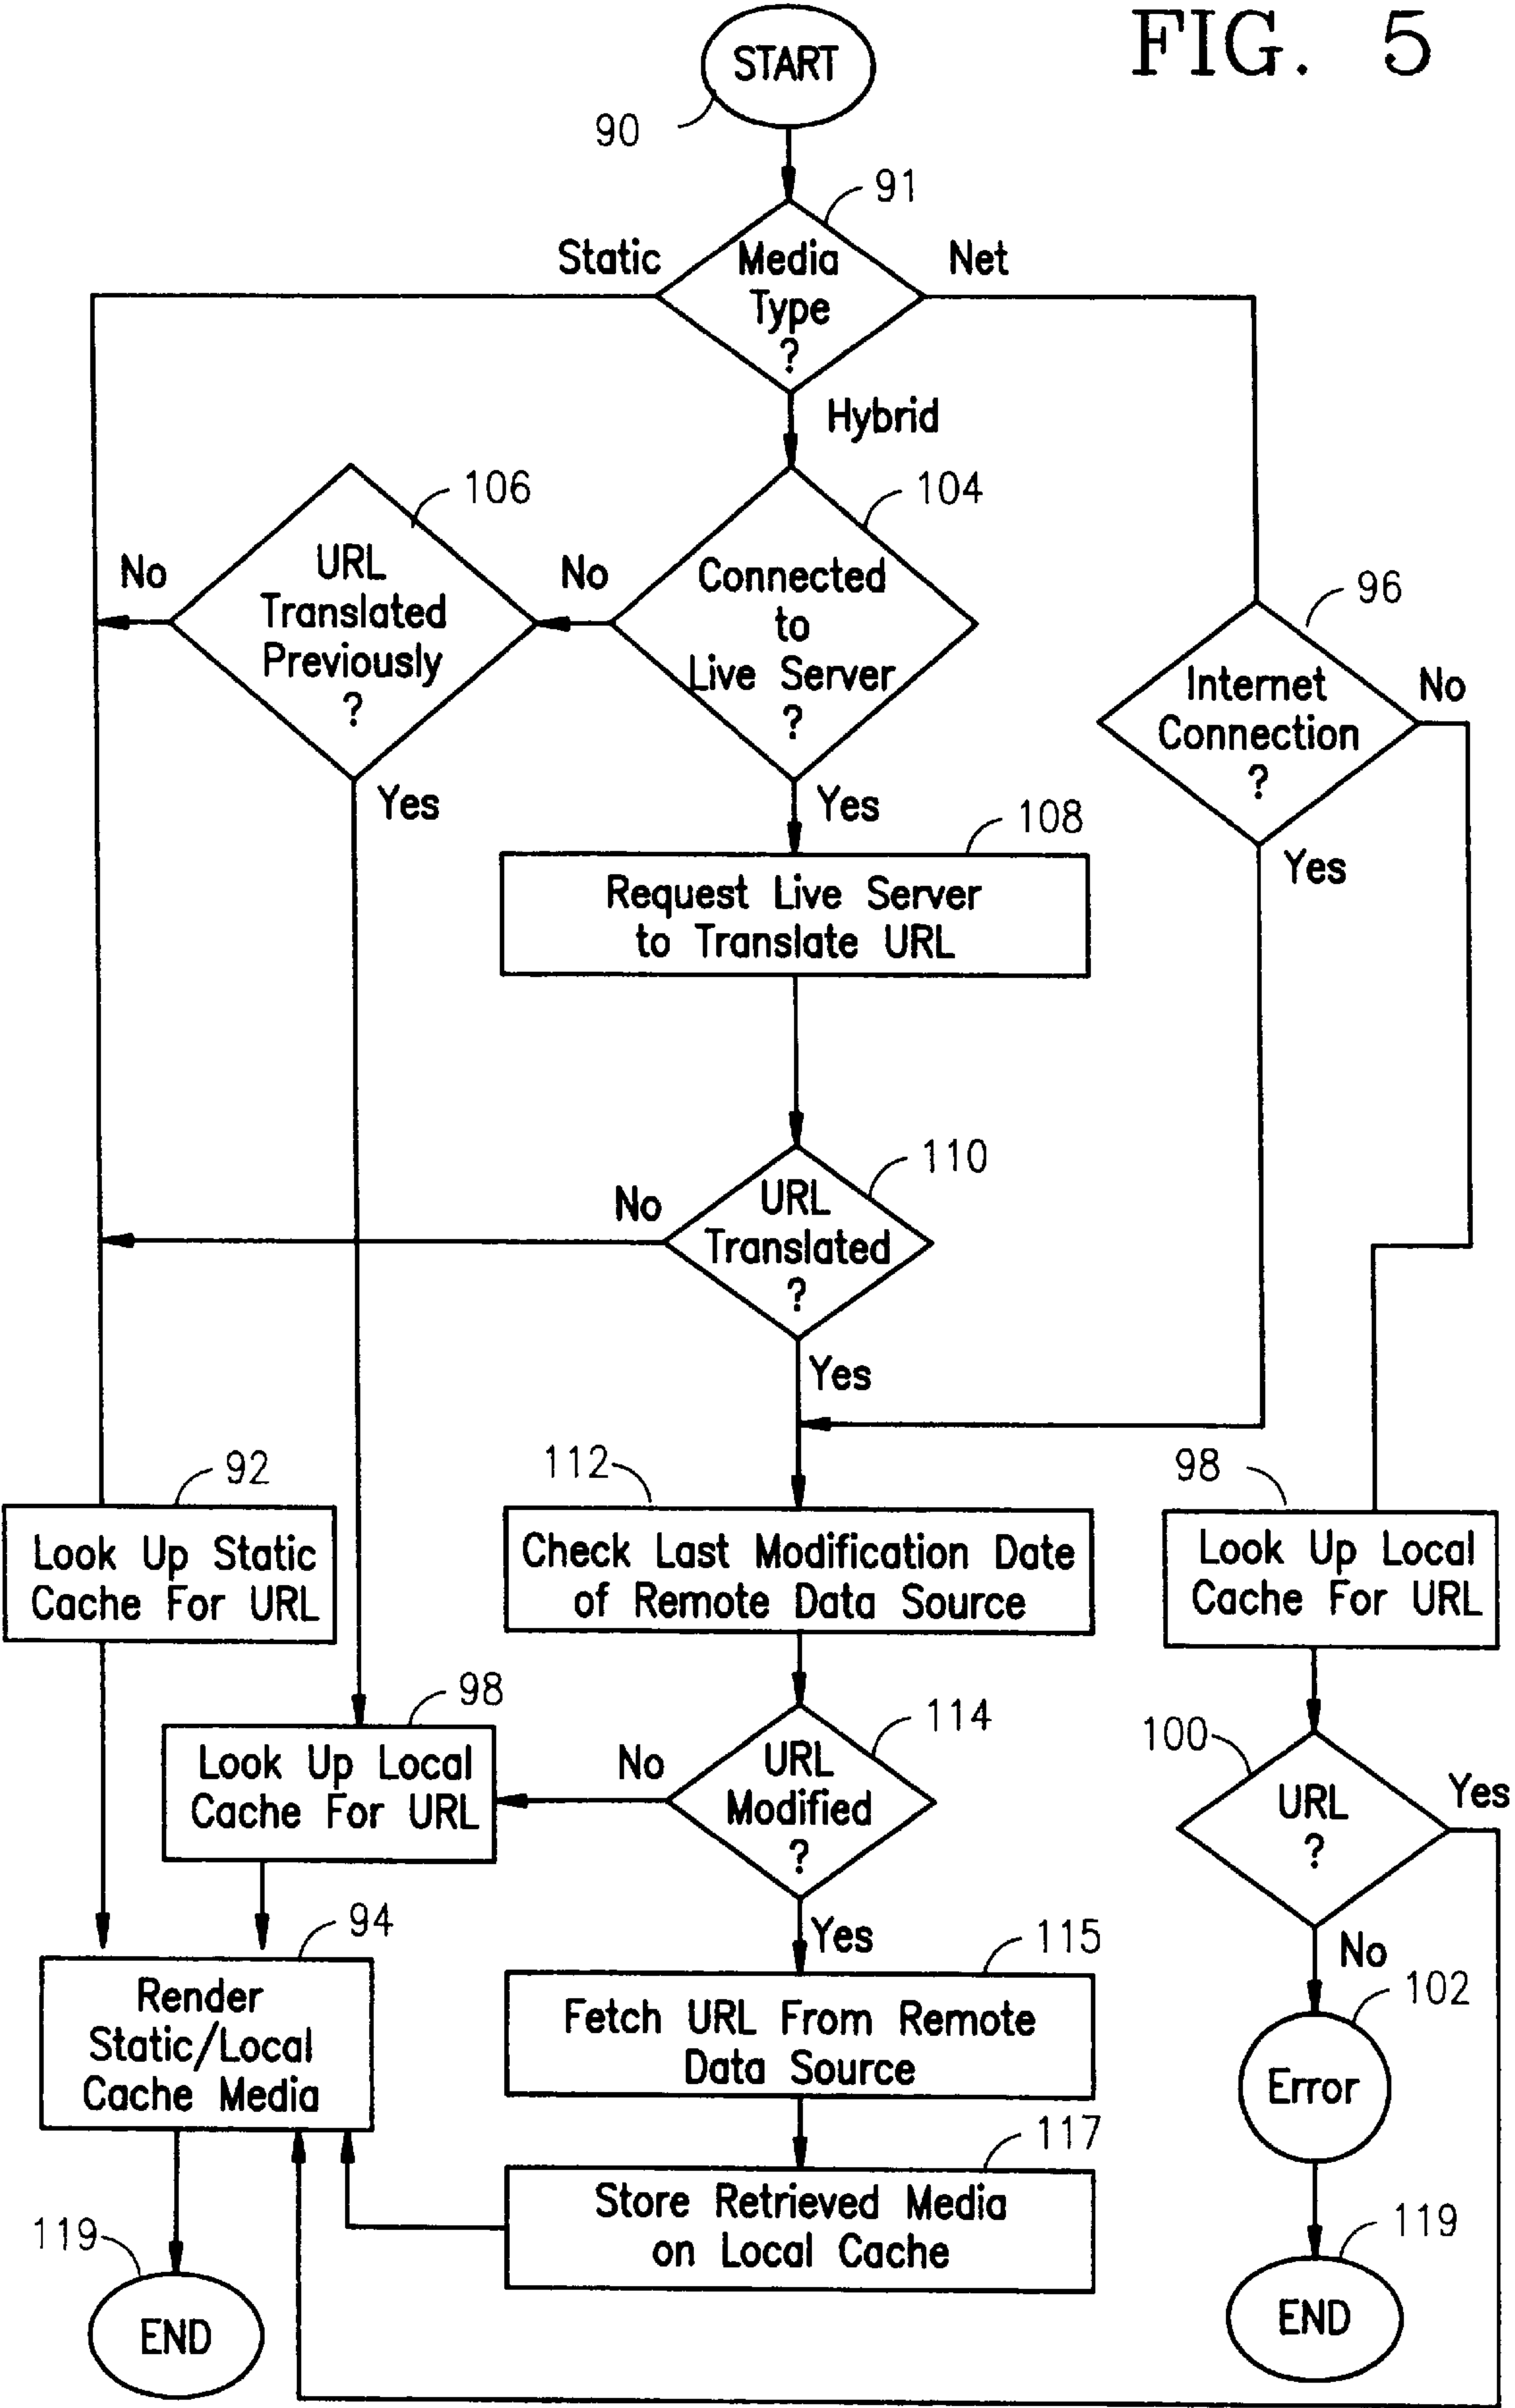 FIG. 5
START
90
91
Static
Media
Type
?
Net
Hybrid
106
104
96
No
URL
Translated
Previously
?
No
Connected
to
Live Server
?
Internet
Connection
?
No
Yes
Yes
Yes
108
Request Live Server
to Translate URL
110
No
URL
Translated
?
Yes
92
Look Up Static
Cache For URL
112
Check Last Modification Date
of Remote Data Source
98
Look Up Local
Cache For URL
98
Look Up Local
Cache For URL
No
114
URL
Modified
?
100
URL
?
Yes
Yes
No
94
Render
Static/Local
Cache Media
115
Fetch URL From Remote
Data Source
102
Error
117
Store Retrieved Media
on Local Cache
119
END
119
END